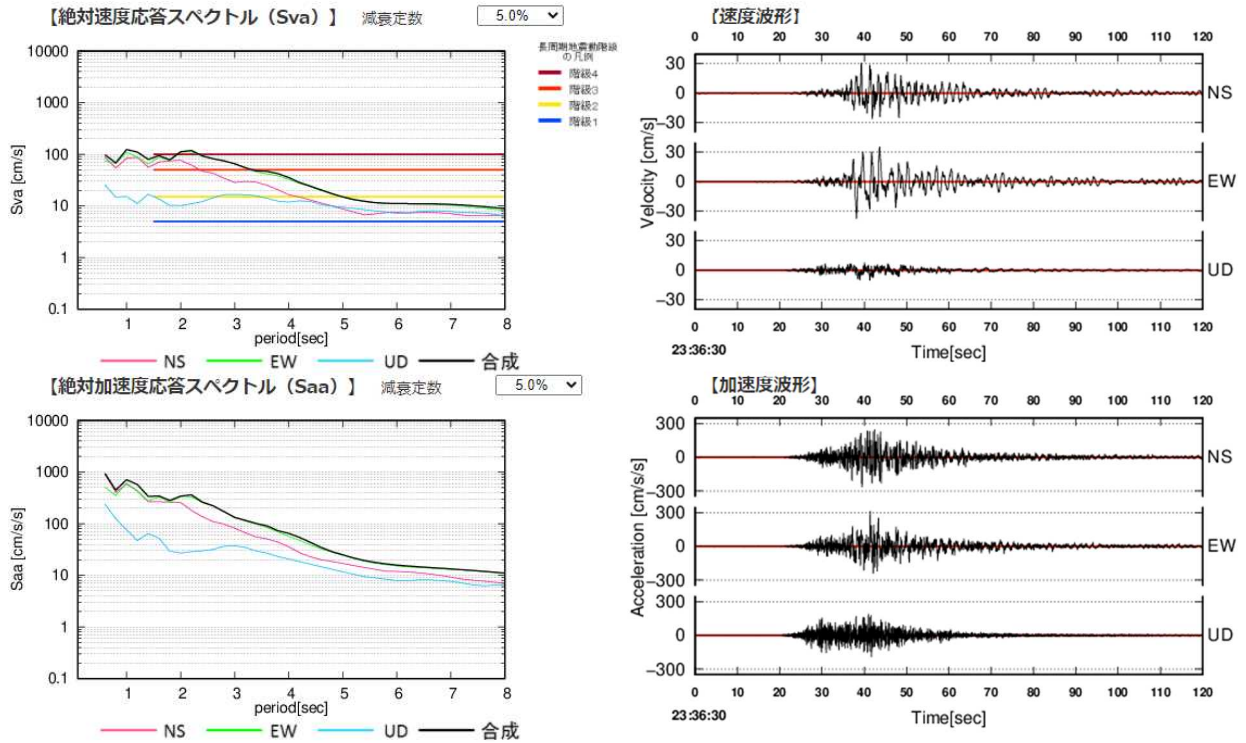 【絶対速度応答スペクトル（Sva）】 減衰定数 5.0%
長周期地震動階級
の凡例
階級4
階級3
階級2
階級1
10000
1000
100
10
1
0.1
Sva [cm/s]
1 2 3 4 5 6 7 8
period[sec]
NS EW UD 合成
【速度波形】
0 10 20 30 40 50 60 70 80 90 100 110 120
30
0
−30
NS
30
0
−30
EW
30
0
−30
UD
Velocity [cm/s]
0 10 20 30 40 50 60 70 80 90 100 110 120
23:36:30
Time[sec]
【絶対加速度応答スペクトル（Saa）】 減衰定数 5.0%
10000
1000
100
10
1
0.1
Saa [cm/s/s]
1 2 3 4 5 6 7 8
period[sec]
NS EW UD 合成
【加速度波形】
0 10 20 30 40 50 60 70 80 90 100 110 120
300
0
−300
NS
300
0
−300
EW
300
0
−300
UD
Acceleration [cm/s/s]
0 10 20 30 40 50 60 70 80 90 100 110 120
23:36:30
Time[sec]